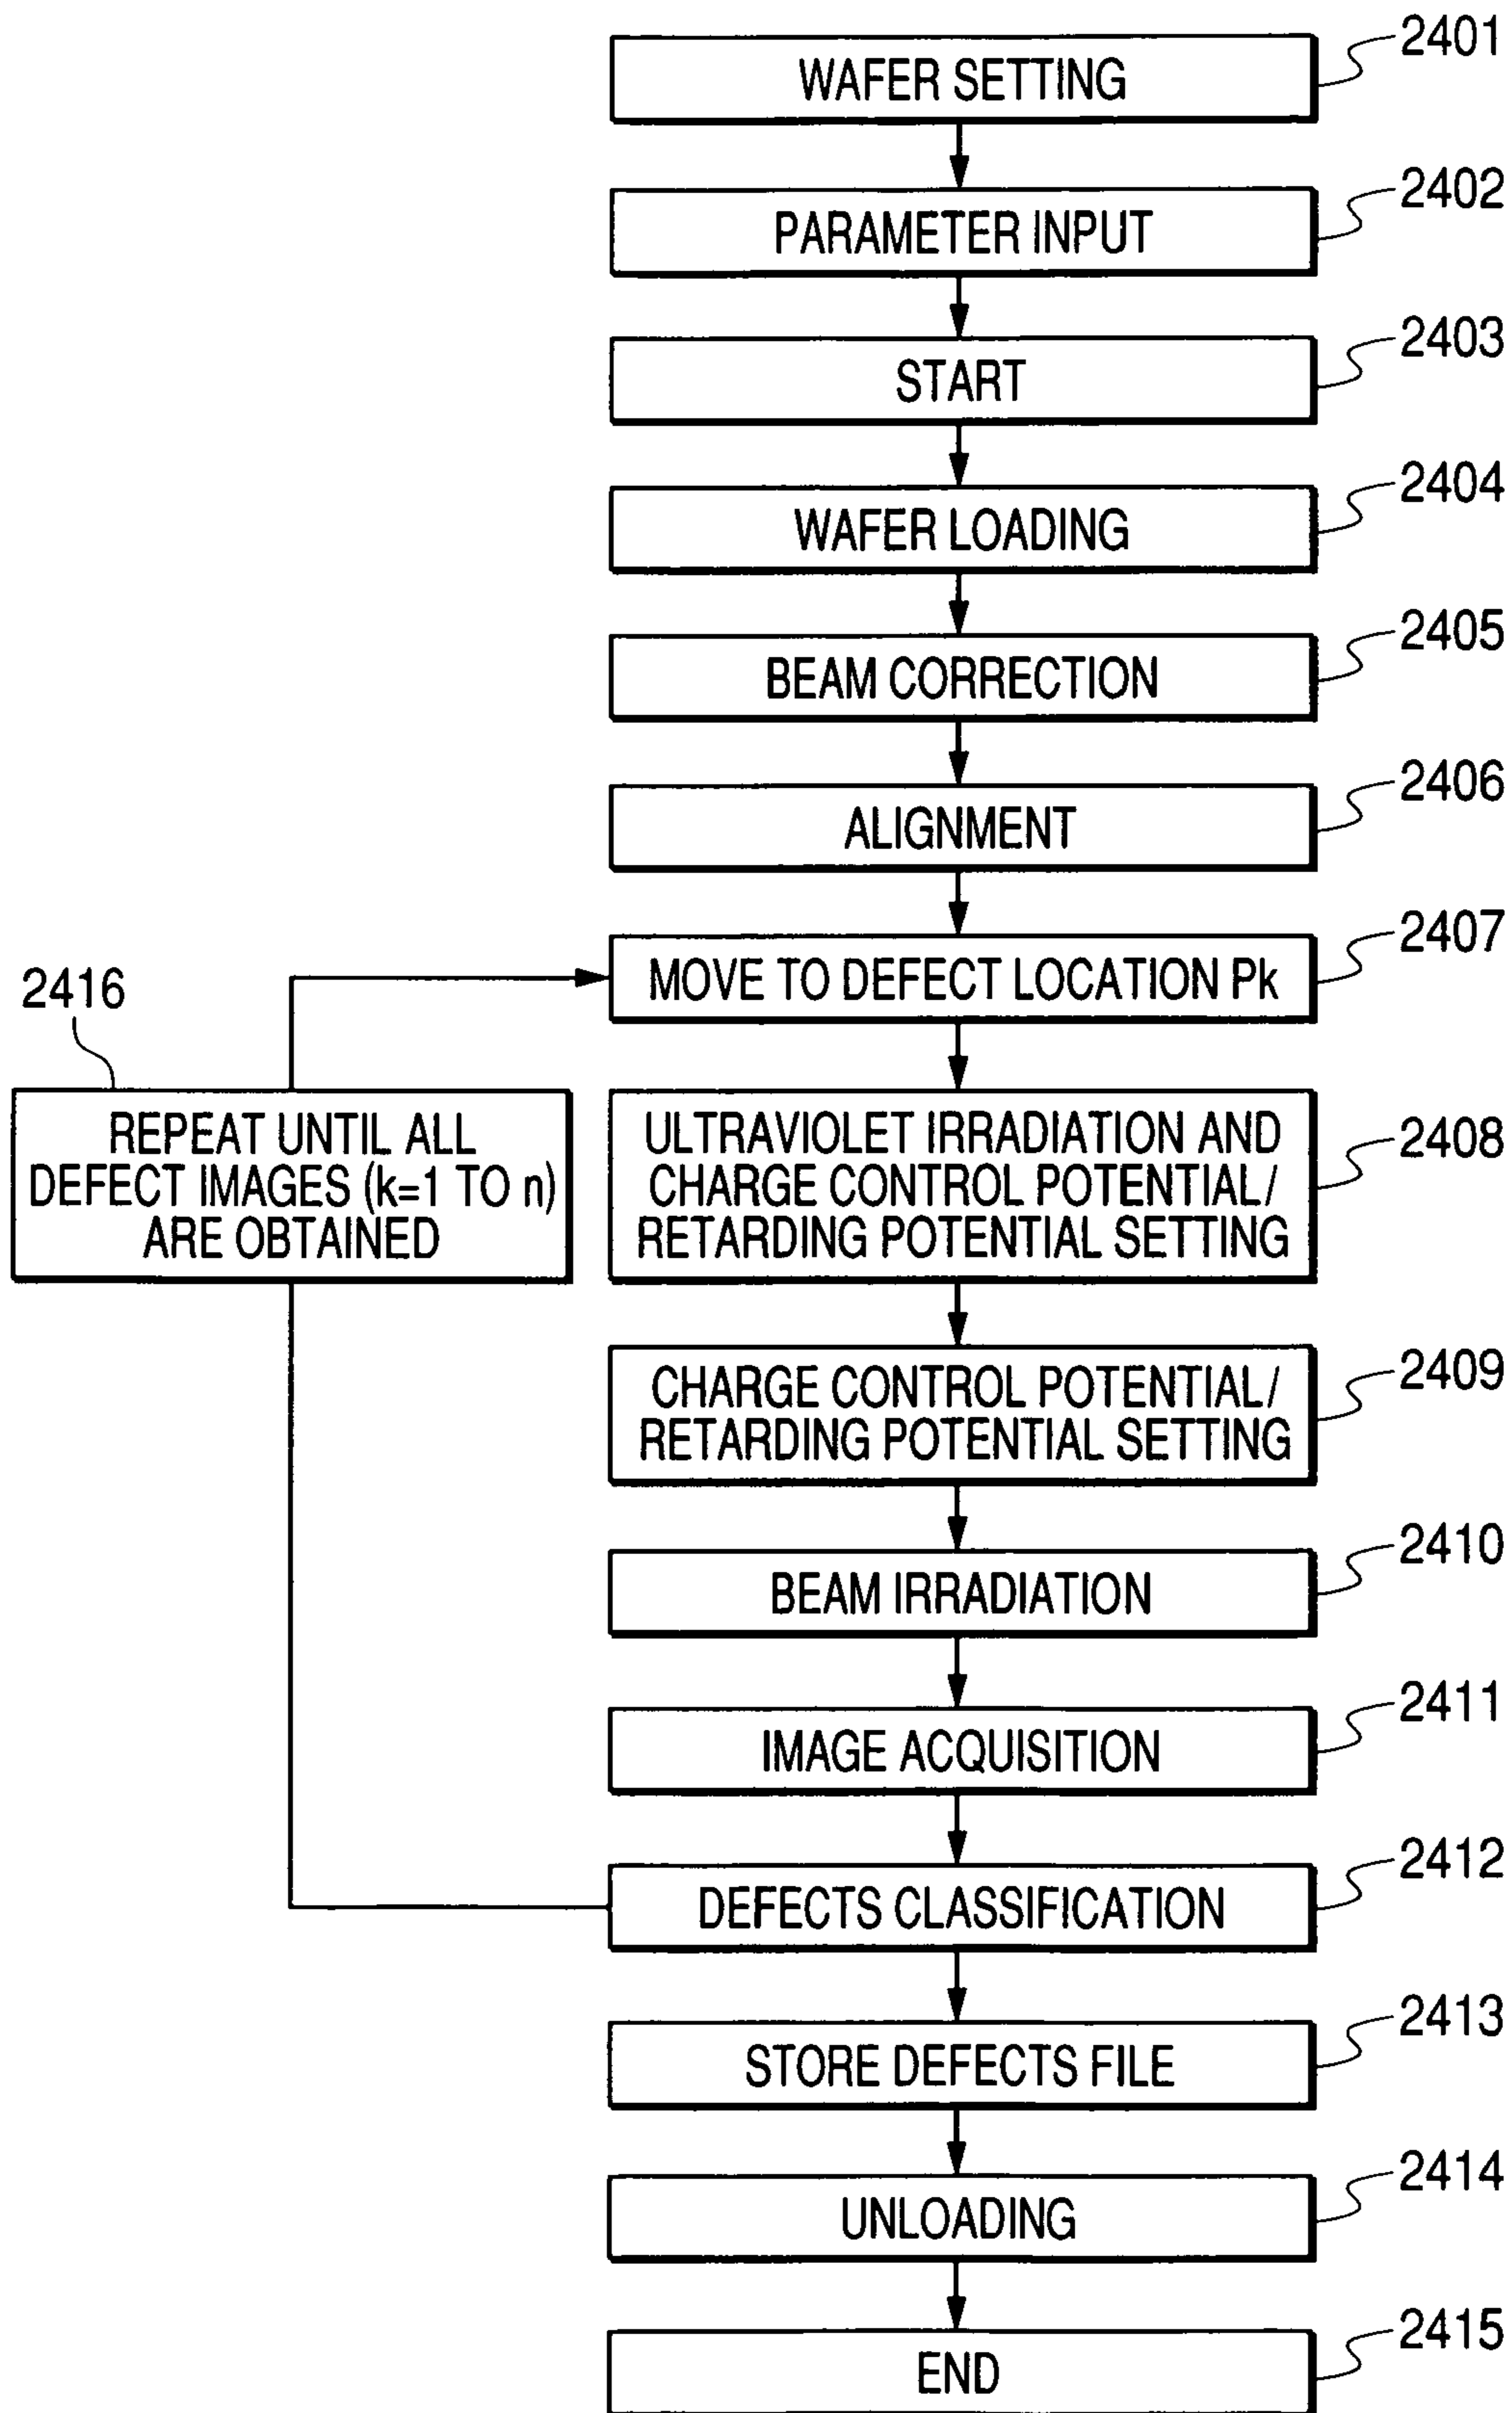 WAFER SETTING
2401
PARAMETER INPUT
2402
START
2403
WAFER LOADING
2404
BEAM CORRECTION
2405
ALIGNMENT
2406
MOVE TO DEFECT LOCATION Pk
2407
2416
REPEAT UNTIL ALL
DEFECT IMAGES (k=1 TO n)
ARE OBTAINED
ULTRAVIOLET IRRADIATION AND
CHARGE CONTROL POTENTIAL/
RETARDING POTENTIAL SETTING
2408
CHARGE CONTROL POTENTIAL/
RETARDING POTENTIAL SETTING
2409
BEAM IRRADIATION
2410
IMAGE ACQUISITION
2411
DEFECTS CLASSIFICATION
2412
STORE DEFECTS FILE
2413
UNLOADING
2414
END
2415